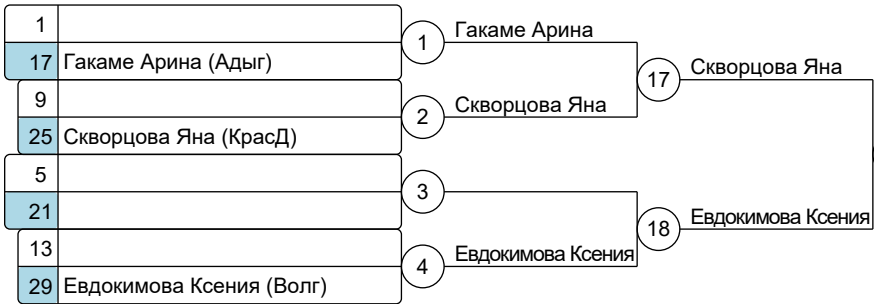 1
17 Гакаме Арина (Адыг)
9
25 Скворцова Яна (КрасД)
5
21
13
29 Евдокимова Ксения (Волг)
1
2
3
4
Гакаме Арина
Скворцова Яна
Евдокимова Ксения
17
18
Скворцова Яна
Евдокимова Ксения